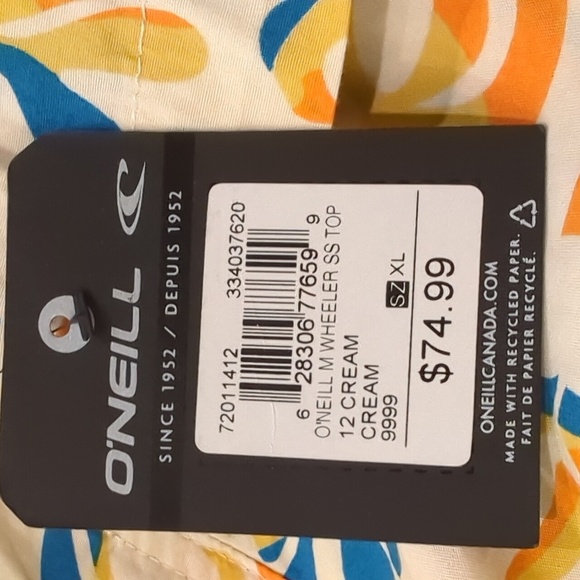 O'NEILL
SINCE 1952 / DEPUIS 1952
72011412 334037620
6 28306 77659 9
O'NEILL M WHEELER SS TOP
12 CREAM
CREAM
9999
SZ XL
$74.99
ONEILLCANADA.COM
MADE WITH RECYCLED PAPER.
FAIT DE PAPIER RECYCLÉ.